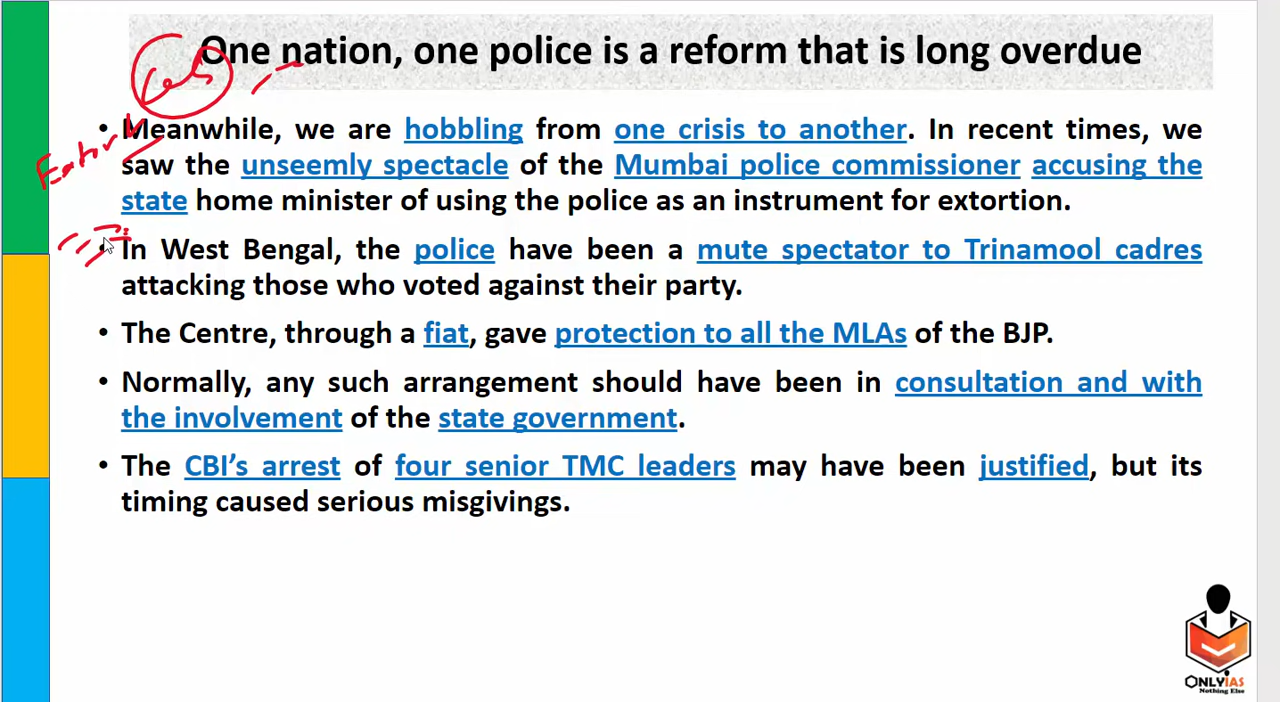 One nation, one police is a reform that is long overdue
• Meanwhile, we are hobbling from one crisis to another. In recent times, we
saw the unseemly spectacle of the Mumbai police commissioner accusing the
state home minister of using the police as an instrument for extortion.
• In West Bengal, the police have been a mute spectator to Trinamool cadres
attacking those who voted against their party.
• The Centre, through a fiat, gave protection to all the MLAs of the BJP.
• Normally, any such arrangement should have been in consultation and with
the involvement of the state government.
• The CBI’s arrest of four senior TMC leaders may have been justified, but its
timing caused serious misgivings.
ONLYIAS
Nothing Else